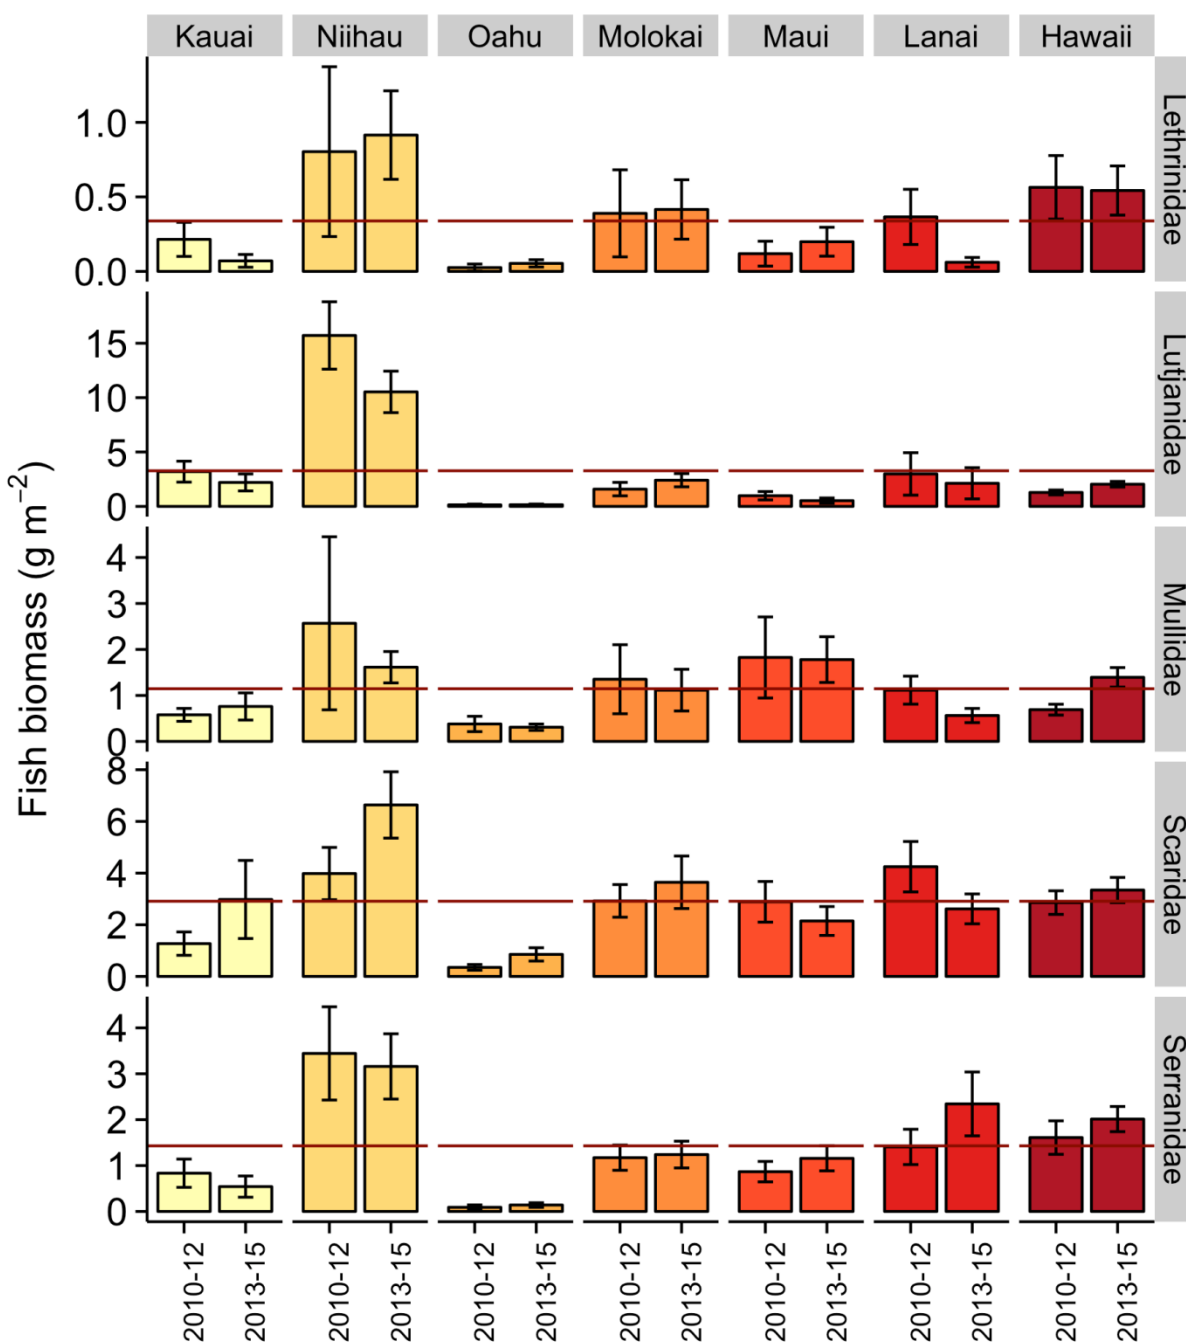 Kauai Niihau Oahu Molokai Maui Lanai Hawaii
Fish biomass (g m⁻²)
1.0
0.5
0.0
Lethrinidae
15
10
5
0
Lutjanidae
4
3
2
1
0
Mullidae
8
6
4
2
0
Scaridae
4
3
2
1
0
Serranidae
2010-12 2013-15 2010-12 2013-15 2010-12 2013-15 2010-12 2013-15 2010-12 2013-15 2010-12 2013-15 2010-12 2013-15